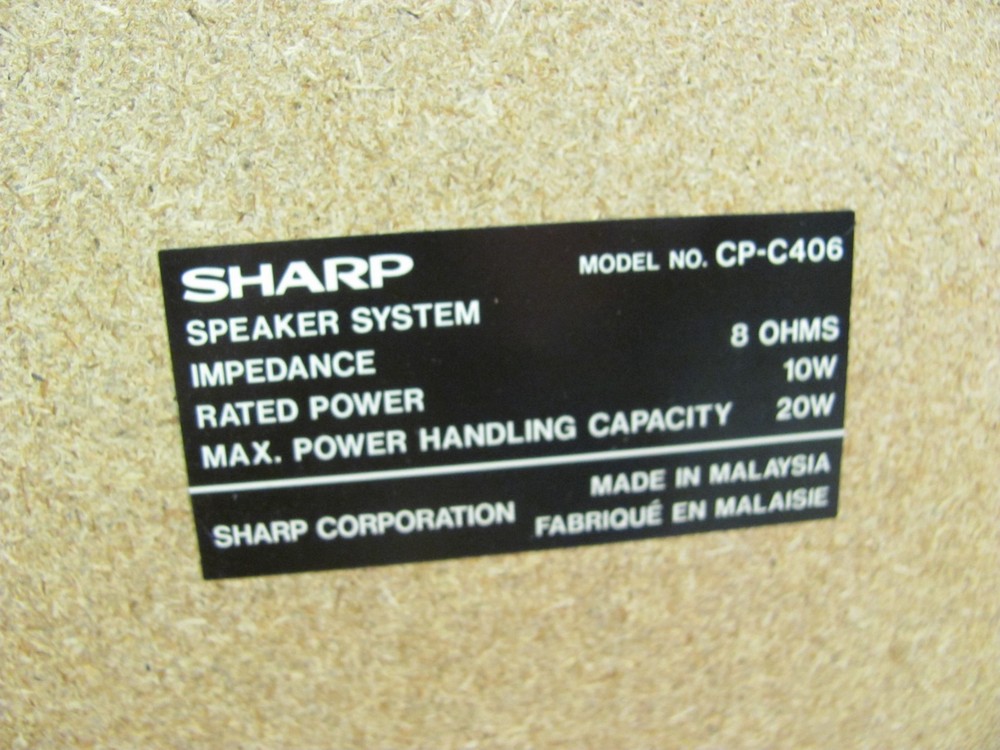 SHARP MODEL NO. CP-C406
SPEAKER SYSTEM
IMPEDANCE 8 OHMS
RATED POWER 10W
MAX. POWER HANDLING CAPACITY 20W
MADE IN MALAYSIA
SHARP CORPORATION FABRIQUÉ EN MALAISIE